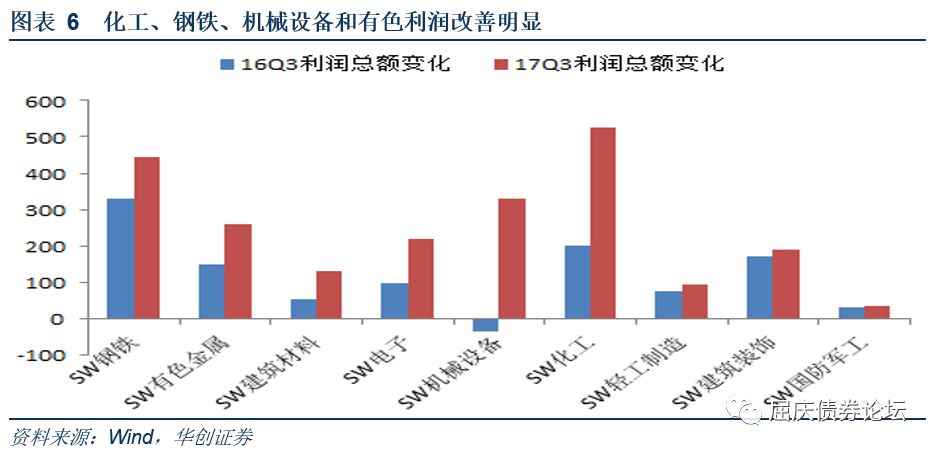 图表 6 化工、钢铁、机械设备和有色利润改善明显
16Q3利润总额变化 17Q3利润总额变化
600
500
400
300
200
100
0
-100
SW钢铁
SW有色金属
SW建筑材料
SW电子
SW机械设备
SW化工
SW轻工制造
SW建筑装饰
SW国防军工
屈庆债券论坛
资料来源：Wind，华创证券